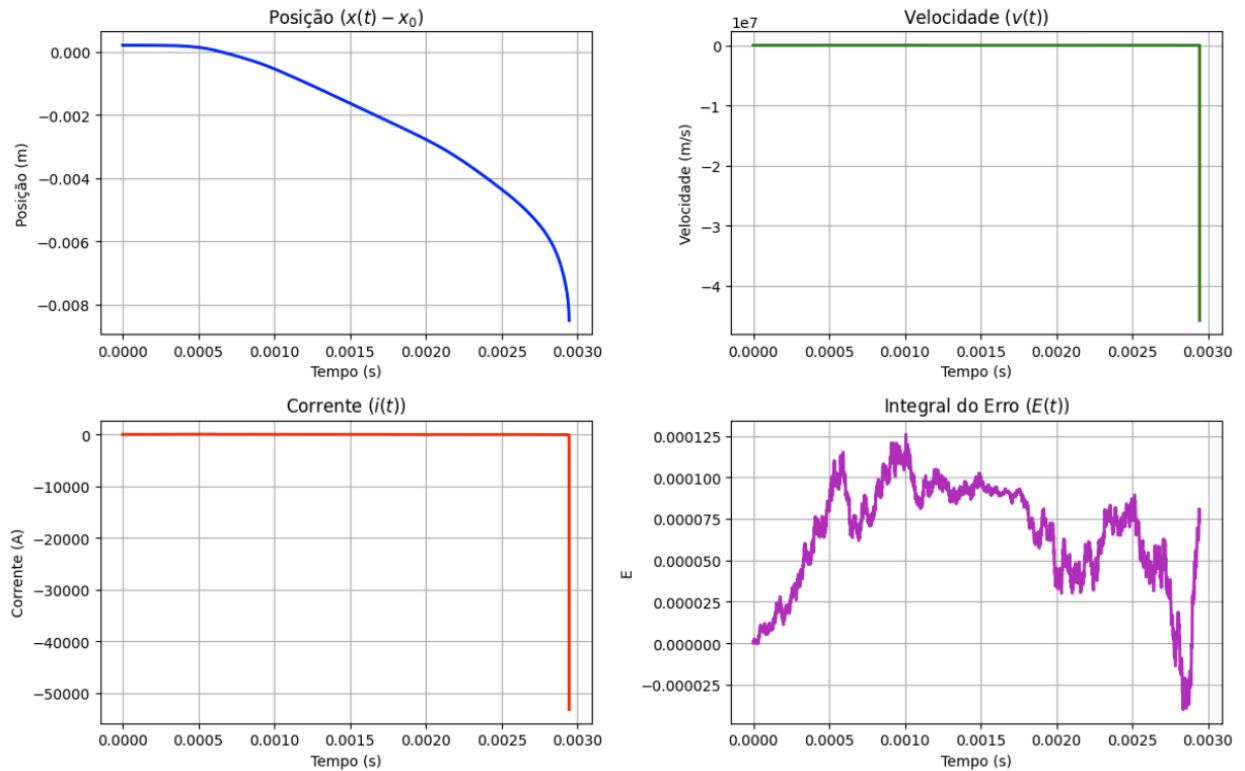 Posição (x(t) − x₀)
0.000
−0.002
−0.004
−0.006
−0.008
Posição (m)
0.0000 0.0005 0.0010 0.0015 0.0020 0.0025 0.0030
Tempo (s)
Velocidade (v(t))
1e7
0
−1
−2
−3
−4
Velocidade (m/s)
0.0000 0.0005 0.0010 0.0015 0.0020 0.0025 0.0030
Tempo (s)
Corrente (i(t))
0
−10000
−20000
−30000
−40000
−50000
Corrente (A)
0.0000 0.0005 0.0010 0.0015 0.0020 0.0025 0.0030
Tempo (s)
Integral do Erro (E(t))
0.000125
0.000100
0.000075
0.000050
0.000025
0.000000
−0.000025
E
0.0000 0.0005 0.0010 0.0015 0.0020 0.0025 0.0030
Tempo (s)